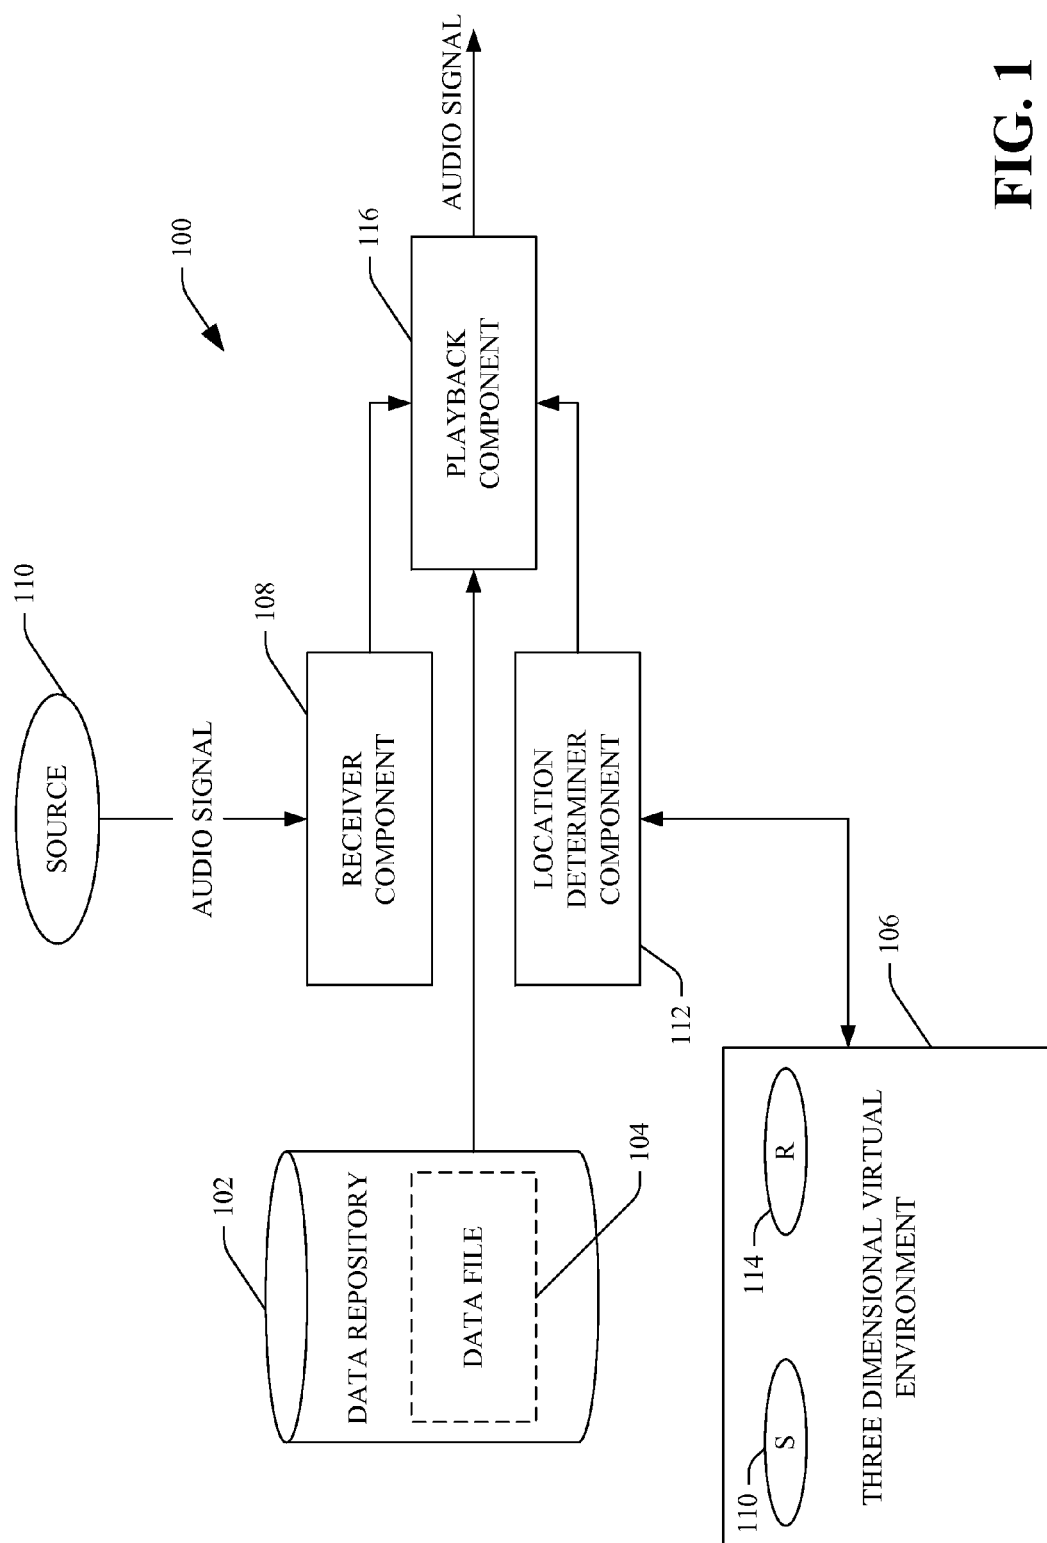 100
110
SOURCE
AUDIO SIGNAL
102
DATA REPOSITORY
DATA FILE
104
108
RECEIVER
COMPONENT
LOCATION
DETERMINER
COMPONENT
112
116
PLAYBACK
COMPONENT
AUDIO SIGNAL
110
S
114
R
THREE DIMENSIONAL VIRTUAL
ENVIRONMENT
106
FIG. 1